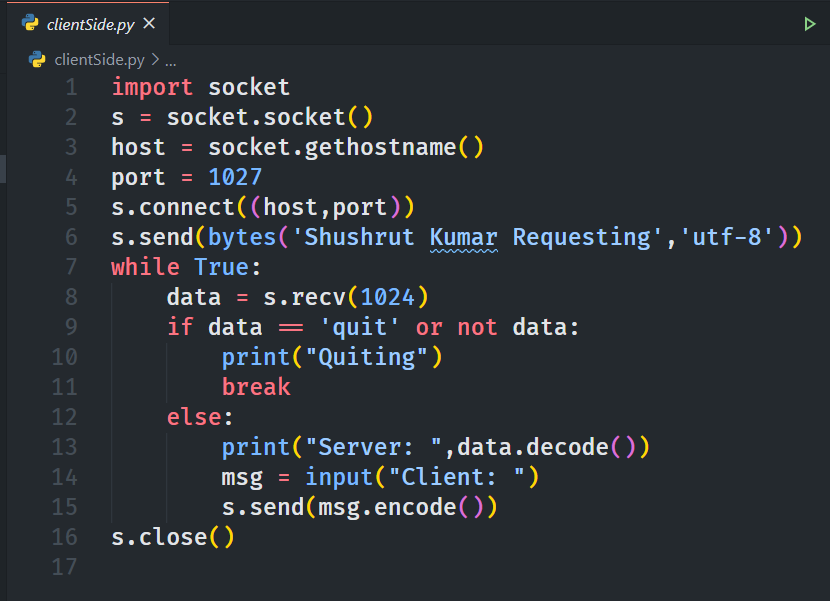 clientSide.py ×
clientSide.py > ...
1 import socket
2 s = socket.socket()
3 host = socket.gethostname()
4 port = 1027
5 s.connect((host,port))
6 s.send(bytes('Shushrut Kumar Requesting','utf-8'))
7 while True:
8     data = s.recv(1024)
9     if data == 'quit' or not data:
10         print("Quiting")
11         break
12     else:
13         print("Server: ",data.decode())
14         msg = input("Client: ")
15         s.send(msg.encode())
16 s.close()
17